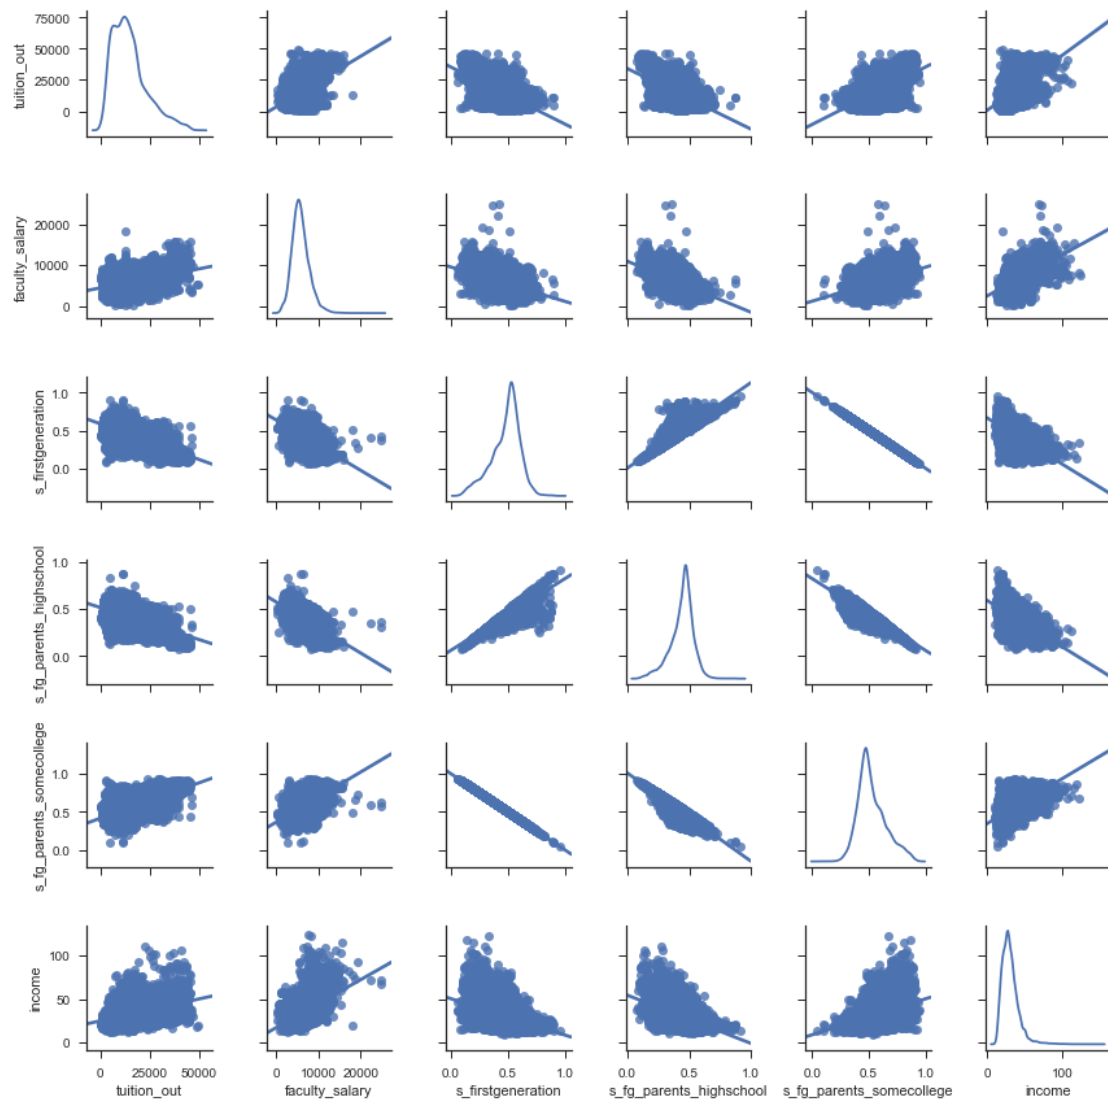 75000
50000
25000
0
tuition_out
20000
10000
0
faculty_salary
1.0
0.5
0.0
s_firstgeneration
1.0
0.5
0.0
s_fg_parents_highschool
1.0
0.5
0.0
s_fg_parents_somecollege
100
50
0
income
0 25000 50000 0 10000 20000 0.0 0.5 1.0 0.0 0.5 1.0 0.0 0.5 1.0 0 100
tuition_out faculty_salary s_firstgeneration s_fg_parents_highschool s_fg_parents_somecollege income